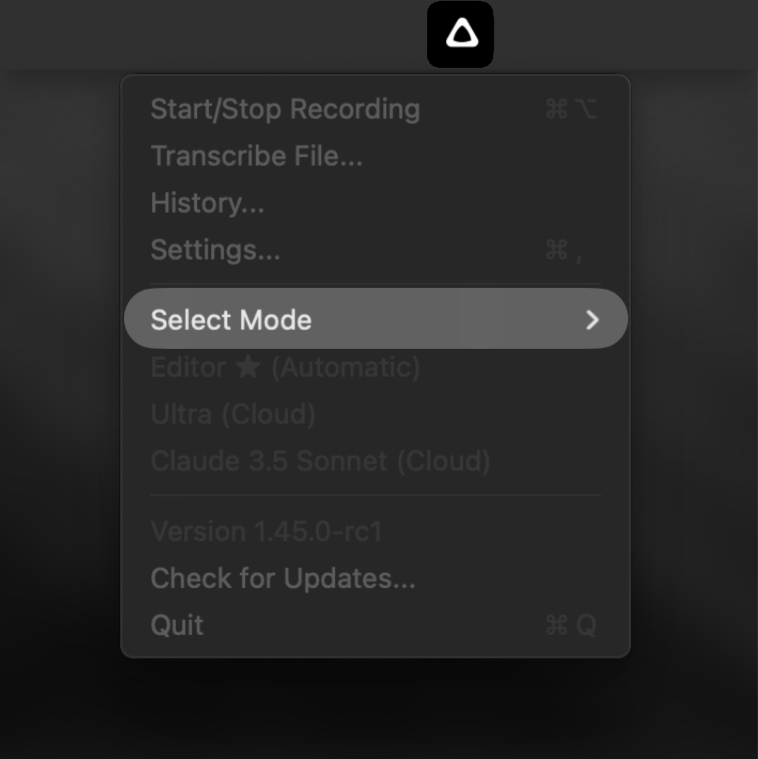 Start/Stop Recording ⌘⌥
Transcribe File...
History...
Settings... ⌘ ,
Select Mode
Editor ★ (Automatic)
Ultra (Cloud)
Claude 3.5 Sonnet (Cloud)
Version 1.45.0-rc1
Check for Updates...
Quit ⌘ Q